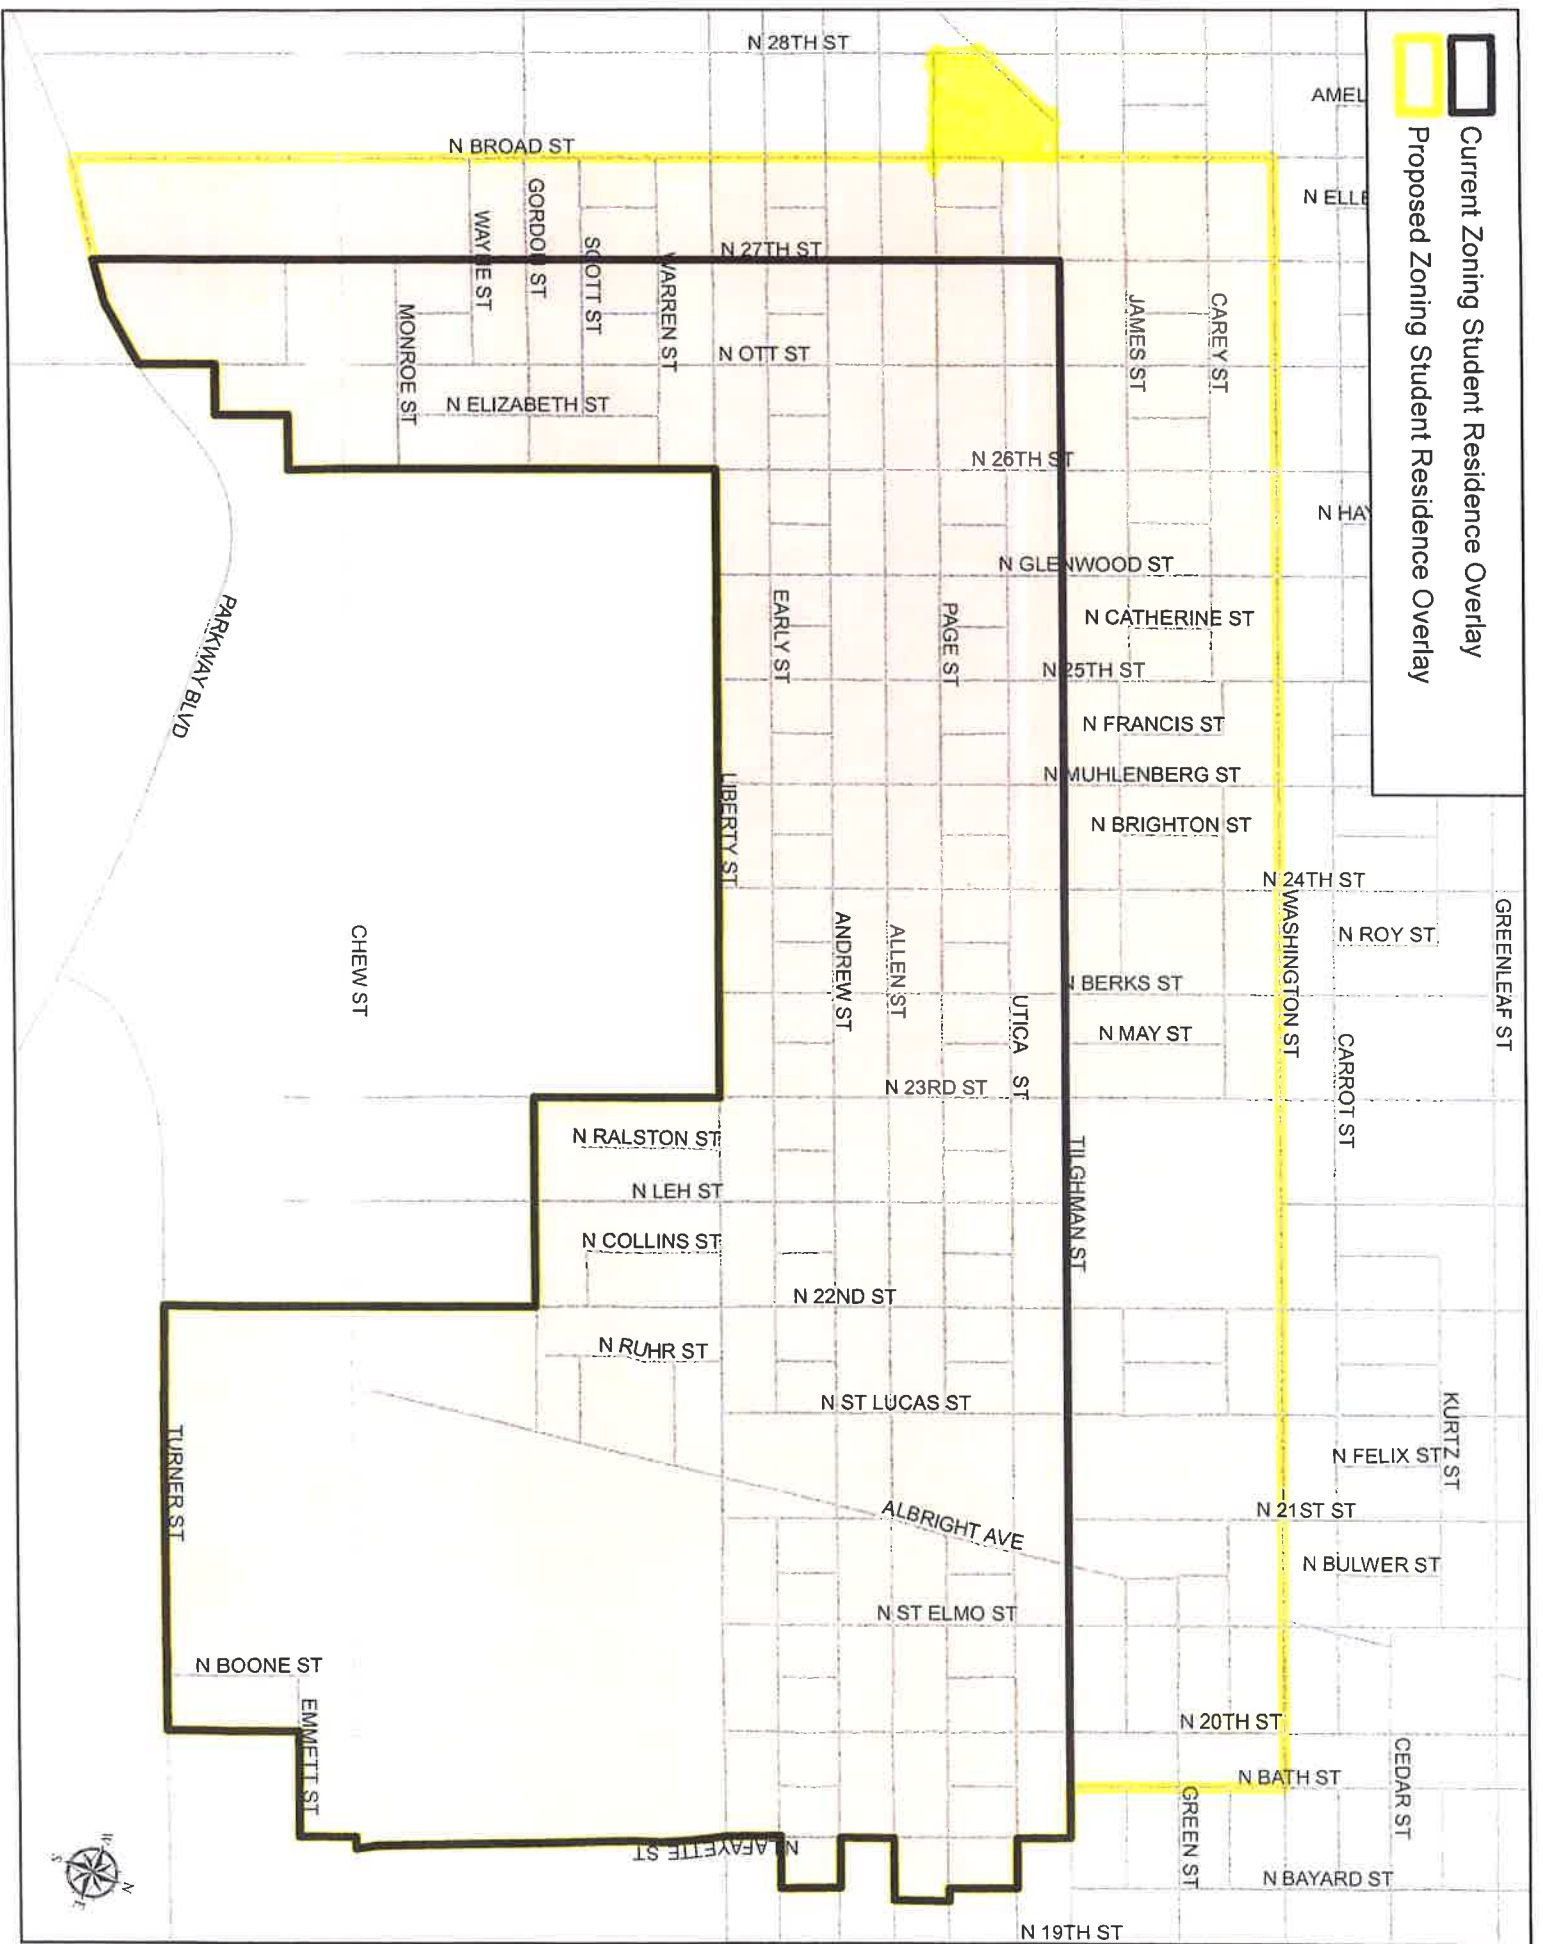 Current Zoning Student Residence Overlay
Proposed Zoning Student Residence Overlay
N 28TH ST
AMEL
N BROAD ST
N ELLE
GORDON ST
WAYNE ST
SCOTT ST
WARREN ST
N 27TH ST
MONROE ST
JAMES ST
CAREY ST
N OTT ST
N ELIZABETH ST
N 26TH ST
N HAY
N GLENWOOD ST
EARLY ST
PAGE ST
N CATHERINE ST
PARKWAY BLVD
N 25TH ST
N FRANCIS ST
LIBERTY ST
N MUHLENBERG ST
N BRIGHTON ST
N 24TH ST
WASHINGTON ST
GREENLEAF ST
N ROY ST
CHEW ST
ANDREW ST
ALLEN ST
N BERKS ST
UTICA ST
N MAY ST
CARROT ST
N 23RD ST
N RALSTON ST
TILGHMAN ST
N LEH ST
N COLLINS ST
N 22ND ST
N RUHR ST
N ST LUCAS ST
KURTZ ST
TURNER ST
N FELIX ST
ALBRIGHT AVE
N 21ST ST
N BULWER ST
N ST ELMO ST
N BOONE ST
EMMETT ST
N 20TH ST
CEDAR ST
N BATH ST
GREEN ST
N LAFAYETTE ST
N BAYARD ST
N 19TH ST
N
E
S
W